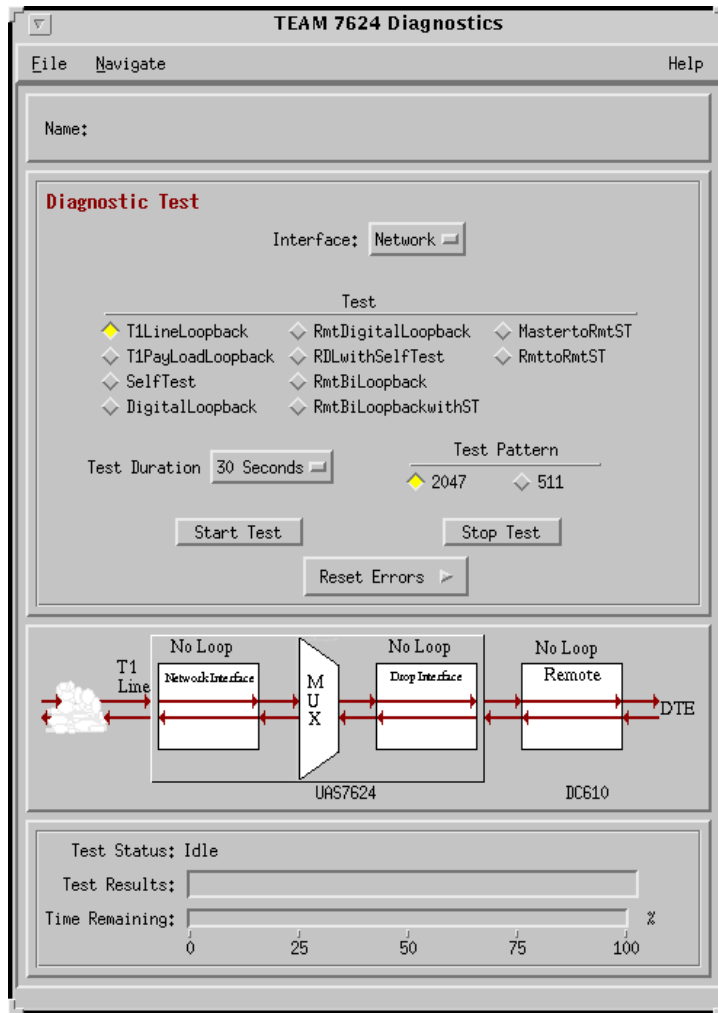 TEAM 7624 Diagnostics
File Navigate Help
Name:
Diagnostic Test
Interface: Network
Test
T1LineLoopback RmtDigitalLoopback MastertoRmtST
T1PayLoadLoopback RDLwithSelfTest RmttoRmtST
SelfTest RmtBiLoopback
DigitalLoopback RmtBiLoopbackwithST
Test Pattern
Test Duration 30 Seconds
2047 511
Start Test Stop Test
Reset Errors
No Loop No Loop No Loop
T1
Line
Network Interface
MUX
Drop Interface
Remote
DTE
UAS7624 DC610
Test Status: Idle
Test Results:
Time Remaining: %
0 25 50 75 100